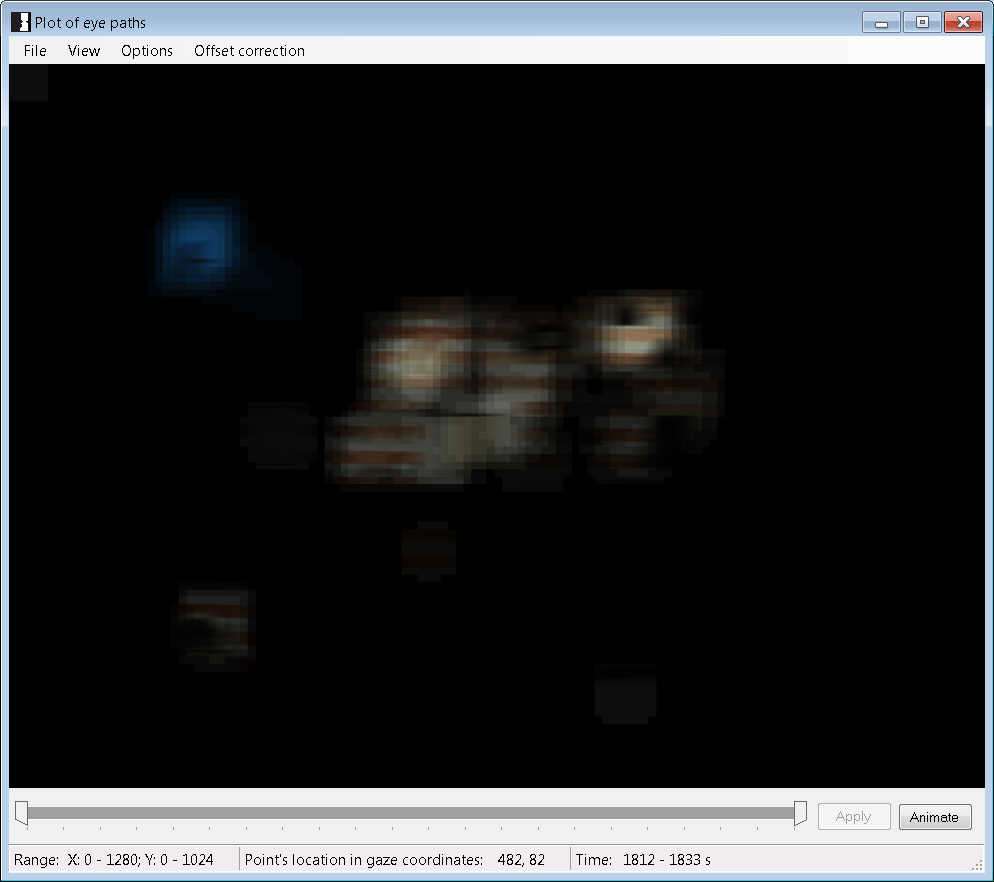 Plot of eye paths
File View Options Offset correction
Apply Animate
Range: X: 0 - 1280; Y: 0 - 1024 Point's location in gaze coordinates: 482, 82 Time: 1812 - 1833 s